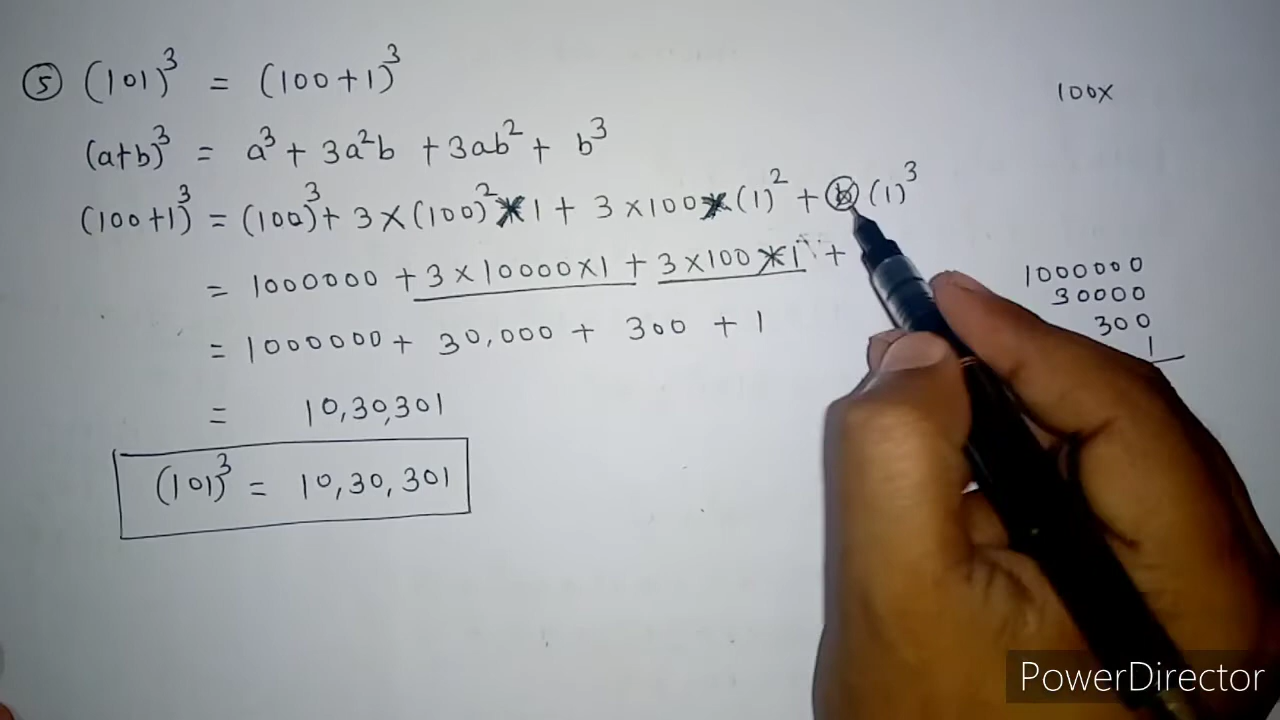 ⑤ (101)³ = (100+1)³
100×
(a+b)³ = a³ + 3a²b + 3ab² + b³
(100+1)³ = (100)³ + 3×(100)²×1 + 3×100×(1)² + (1)³
= 1000000 + 3×10000×1 + 3×100×1 +
= 1000000 + 30,000 + 300 + 1
= 10,30,301
(101)³ = 10,30,301
1000000
30000
300
1
PowerDirector